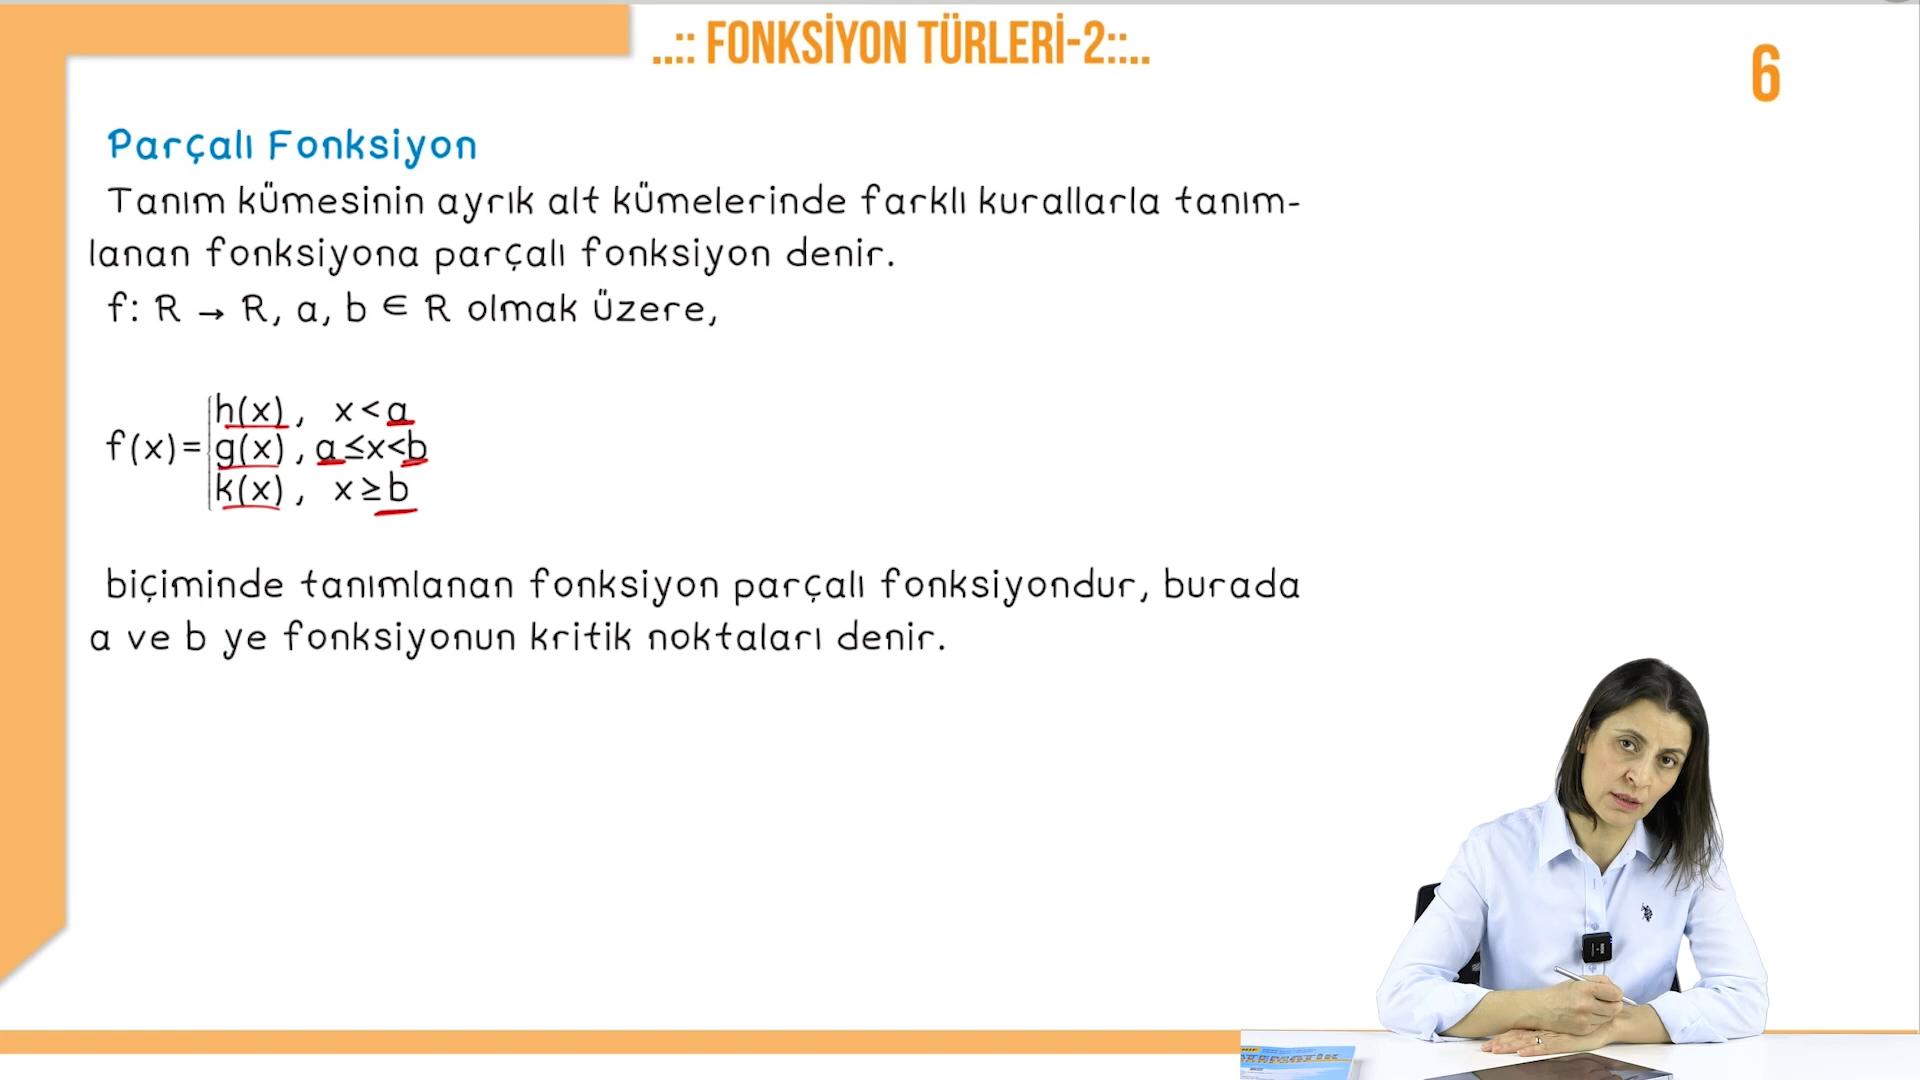 ..:: FONKSİYON TÜRLERİ-2::..
6
Parçalı Fonksiyon
Tanım kümesinin ayrık alt kümelerinde farklı kurallarla tanım-
lanan fonksiyona parçalı fonksiyon denir.
f: R → R, a, b ∈ R olmak üzere,
h(x) , x < a
f(x)= g(x) , a≤x<b
k(x) , x ≥ b
biçiminde tanımlanan fonksiyon parçalı fonksiyondur, burada
a ve b ye fonksiyonun kritik noktaları denir.